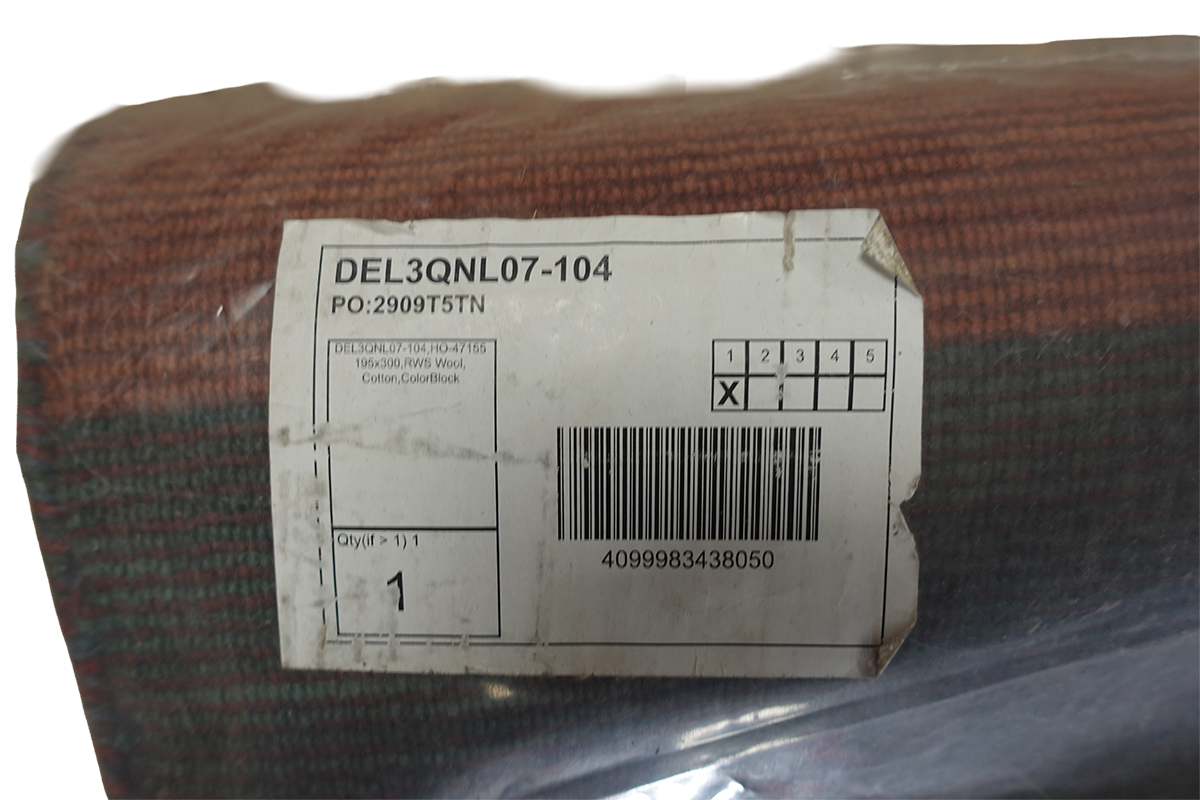 DEL3QNL07-104
PO:2909T5TN
DEL3QNL07-104,HO-47155
195x300,RWS Wool,
Cotton,ColorBlock
1 2 3 4 5
X
4099983438050
Qty(if > 1) 1
1